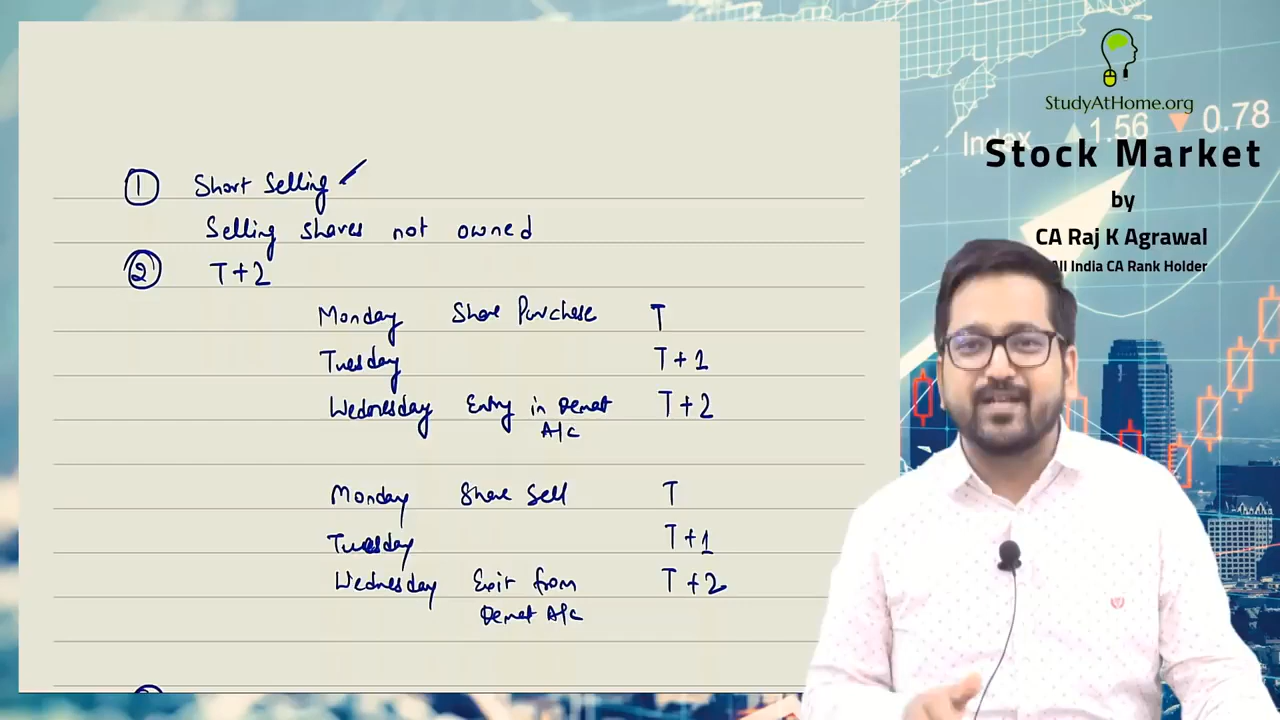 ① Short Selling
Selling shares not owned
② T+2
Monday Share Purchase T
Tuesday T+1
Wednesday Entry in Demat T+2
A/c
Monday Share Sell T
Tuesday T+1
Wednesday Exit from T+2
Demat A/c
StudyAtHome.org
Index 1.56 0.78
Stock Market
by
CA Raj K Agrawal
All India CA Rank Holder